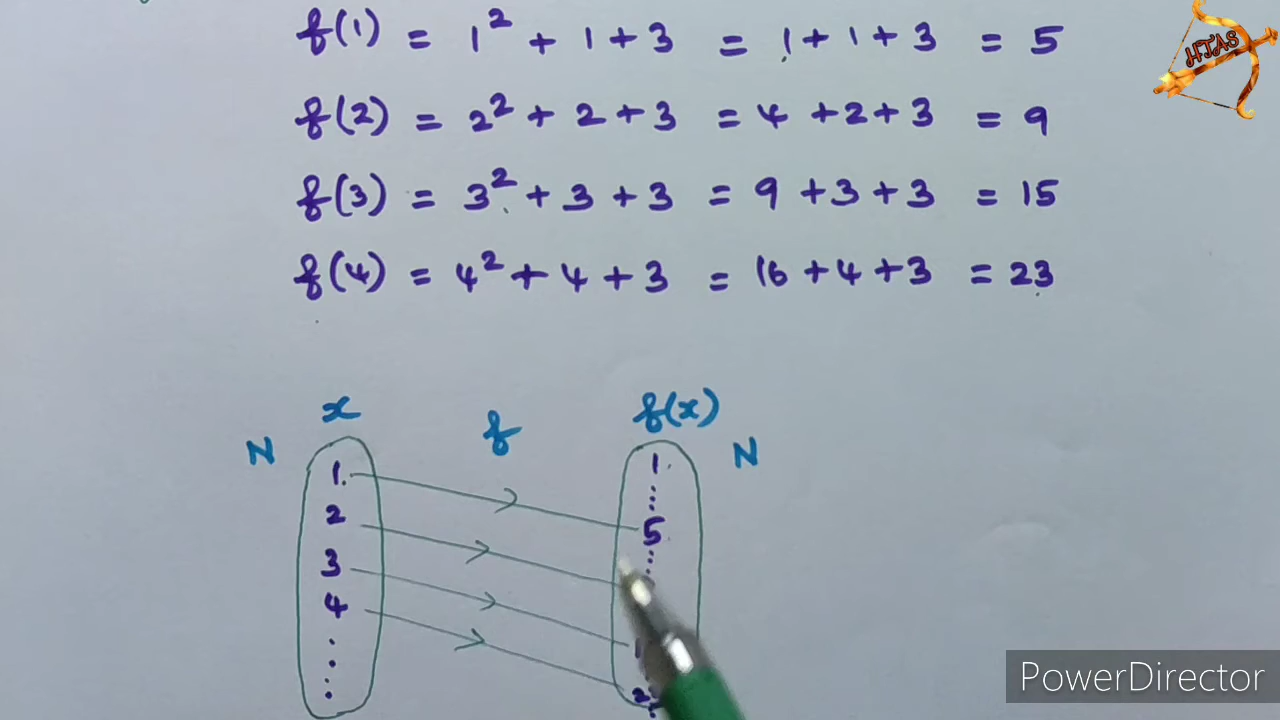 f(1) = 1² + 1 + 3 = 1 + 1 + 3 = 5
f(2) = 2² + 2 + 3 = 4 + 2 + 3 = 9
f(3) = 3² + 3 + 3 = 9 + 3 + 3 = 15
f(4) = 4² + 4 + 3 = 16 + 4 + 3 = 23
HTAS
x f f(x)
N N
1 1
2 5
3
4
PowerDirector